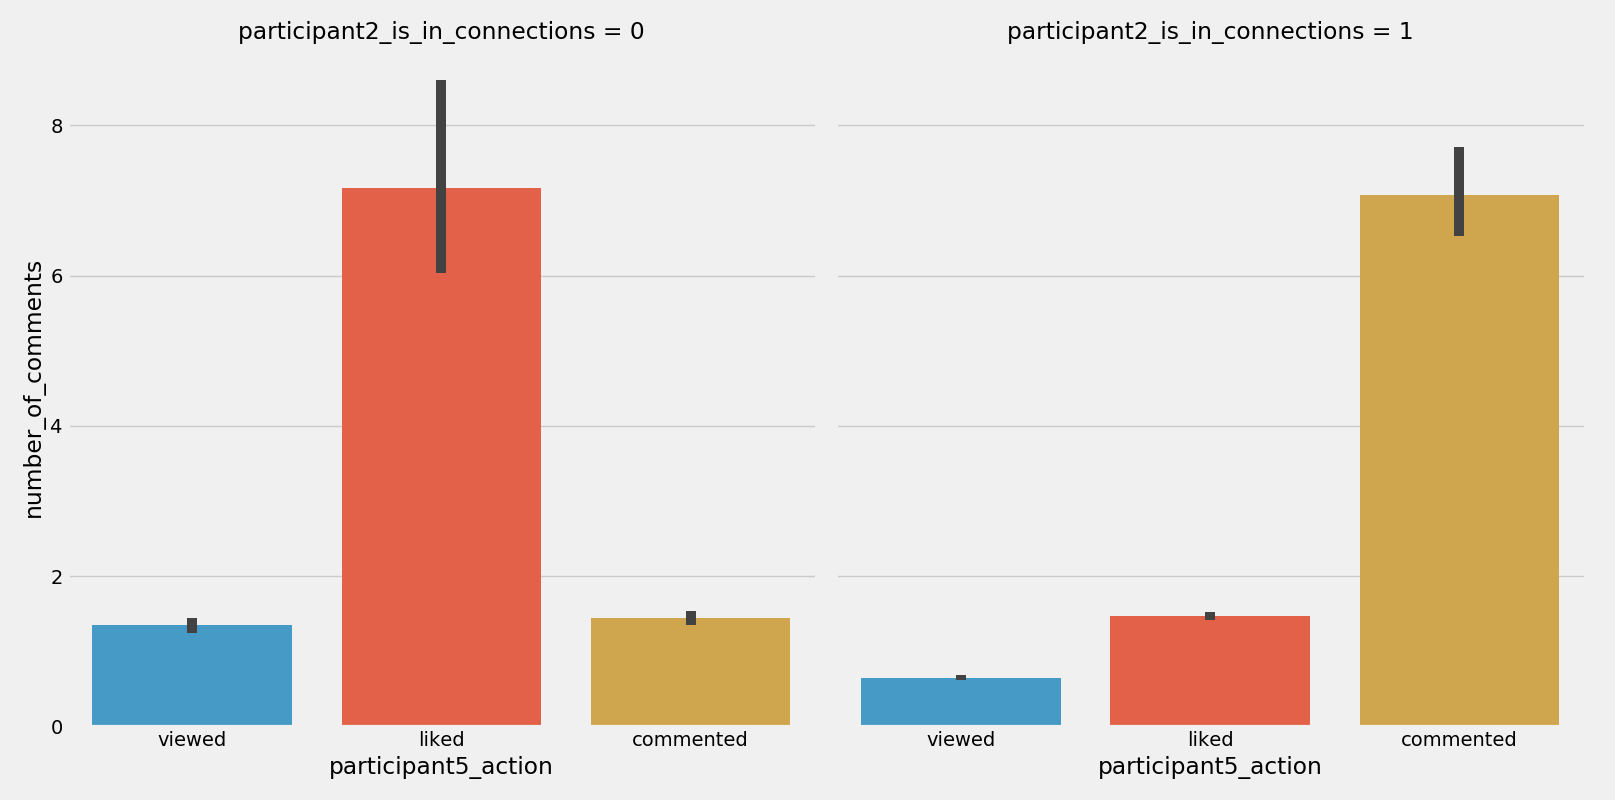 participant2_is_in_connections = 0
participant2_is_in_connections = 1
number_of_comments
8
6
4
2
0
viewed
liked
commented
viewed
liked
commented
participant5_action
participant5_action